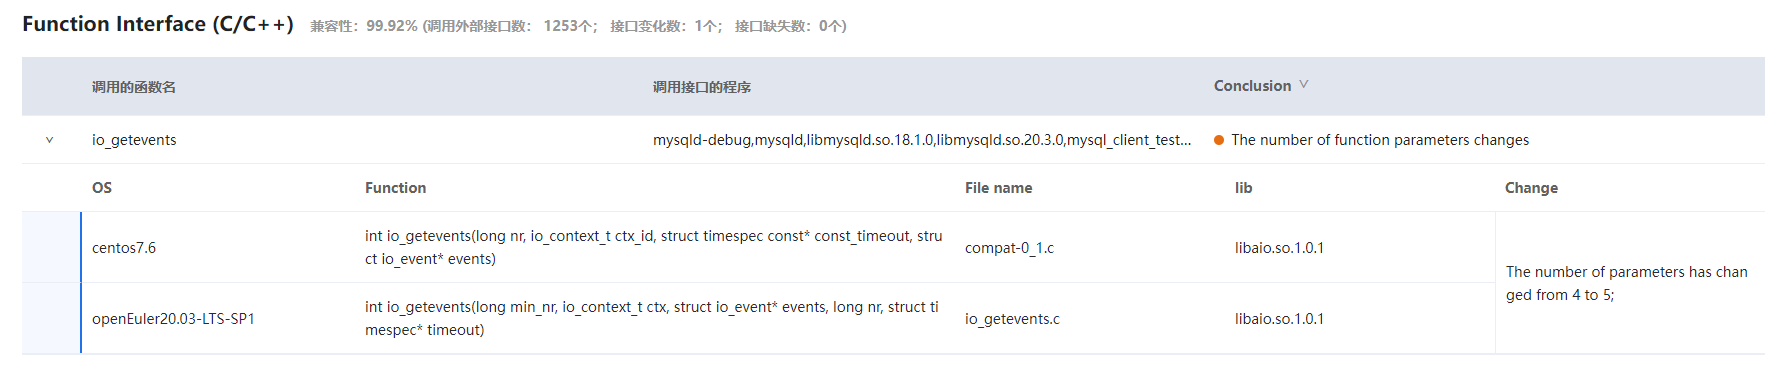 Function Interface (C/C++) 兼容性：99.92% (调用外部接口数： 1253个； 接口变化数：1个； 接口缺失数：0个)
调用的函数名 调用接口的程序 Conclusion
io_getevents mysqld-debug,mysqld,libmysqld.so.18.1.0,libmysqld.so.20.3.0,mysql_client_test... The number of function parameters changes
OS Function File name lib Change
centos7.6 int io_getevents(long nr, io_context_t ctx_id, struct timespec const* const_timeout, stru
ct io_event* events) compat-0_1.c libaio.so.1.0.1
The number of parameters has chan
ged from 4 to 5;
openEuler20.03-LTS-SP1 int io_getevents(long min_nr, io_context_t ctx, struct io_event* events, long nr, struct ti
mespec* timeout) io_getevents.c libaio.so.1.0.1